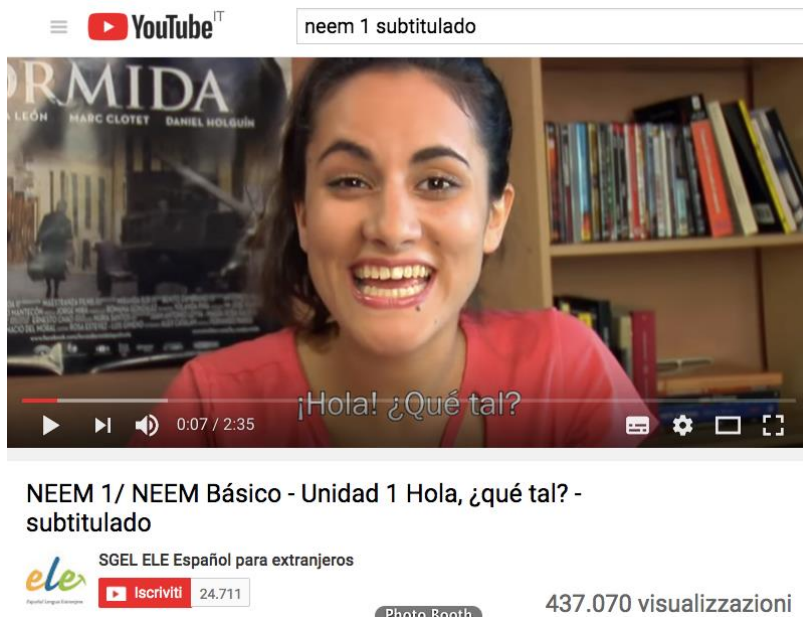 YouTube IT
neem 1 subtitulado
ORMIDA
LEÓN MARC CLOTET DANIEL HOLGUÍN
¡Hola! ¿Qué tal?
0:07 / 2:35
NEEM 1/ NEEM Básico - Unidad 1 Hola, ¿qué tal? -
subtitulado
ele
SGEL ELE Español para extranjeros
Iscriviti 24.711
Photo Booth
437.070 visualizzazioni